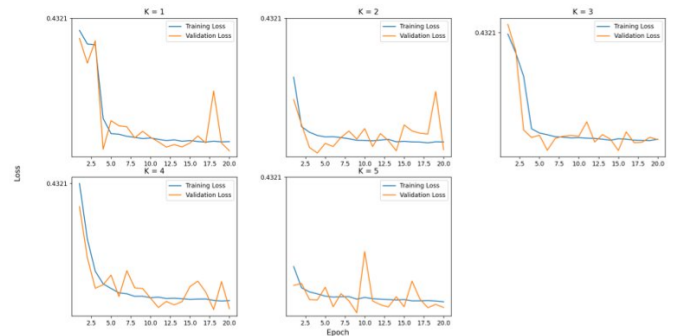 K = 1
K = 2
K = 3
0.4321
Training Loss
Validation Loss
0.4321
Training Loss
Validation Loss
0.4321
Training Loss
Validation Loss
2.5 5.0 7.5 10.0 12.5 15.0 17.5 20.0
2.5 5.0 7.5 10.0 12.5 15.0 17.5 20.0
2.5 5.0 7.5 10.0 12.5 15.0 17.5 20.0
Loss
K = 4
K = 5
0.4321
Training Loss
Validation Loss
0.4321
Training Loss
Validation Loss
2.5 5.0 7.5 10.0 12.5 15.0 17.5 20.0
2.5 5.0 7.5 10.0 12.5 15.0 17.5 20.0
Epoch